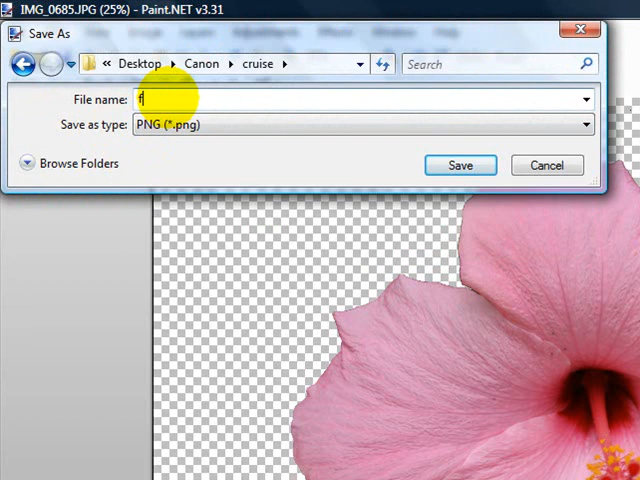 IMG_0685.JPG (25%) - Paint.NET v3.31
Save As
« Desktop Canon cruise Search
File name: f
Save as type: PNG (*.png)
Browse Folders Save Cancel